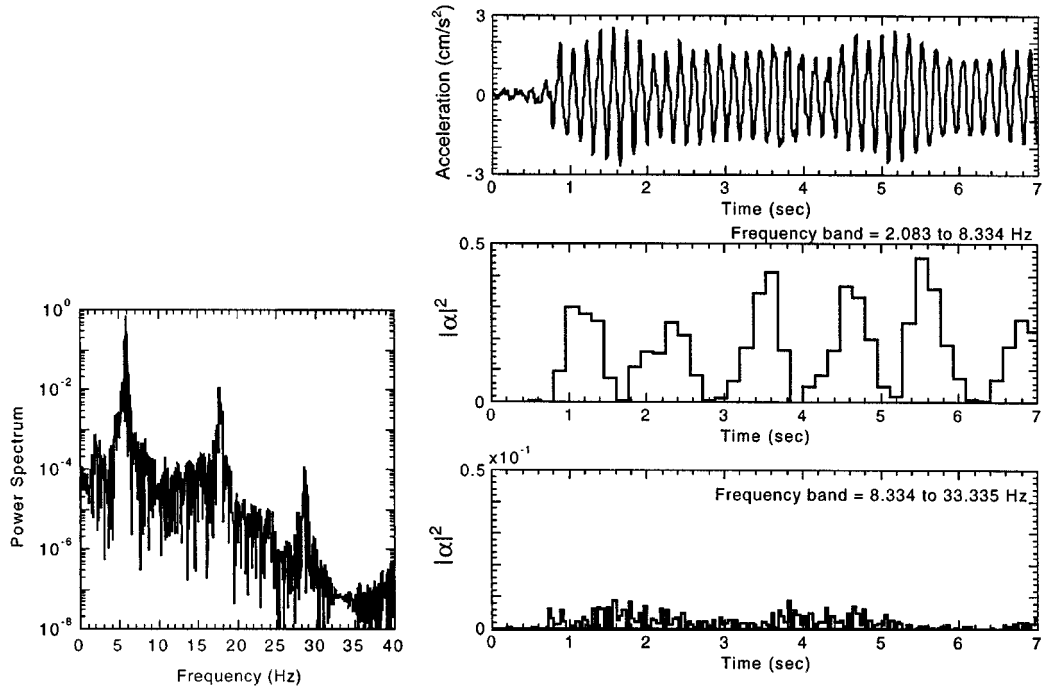 3
0
-3
Acceleration (cm/s²)
0 1 2 3 4 5 6 7
Time (sec)
Frequency band = 2.083 to 8.334 Hz
0.5
0
|α|²
0 1 2 3 4 5 6 7
Time (sec)
x10⁻¹
0.5
0
|α|²
Frequency band = 8.334 to 33.335 Hz
0 1 2 3 4 5 6 7
Time (sec)
10⁰
10⁻²
10⁻⁴
10⁻⁶
10⁻⁸
Power Spectrum
0 5 10 15 20 25 30 35 40
Frequency (Hz)